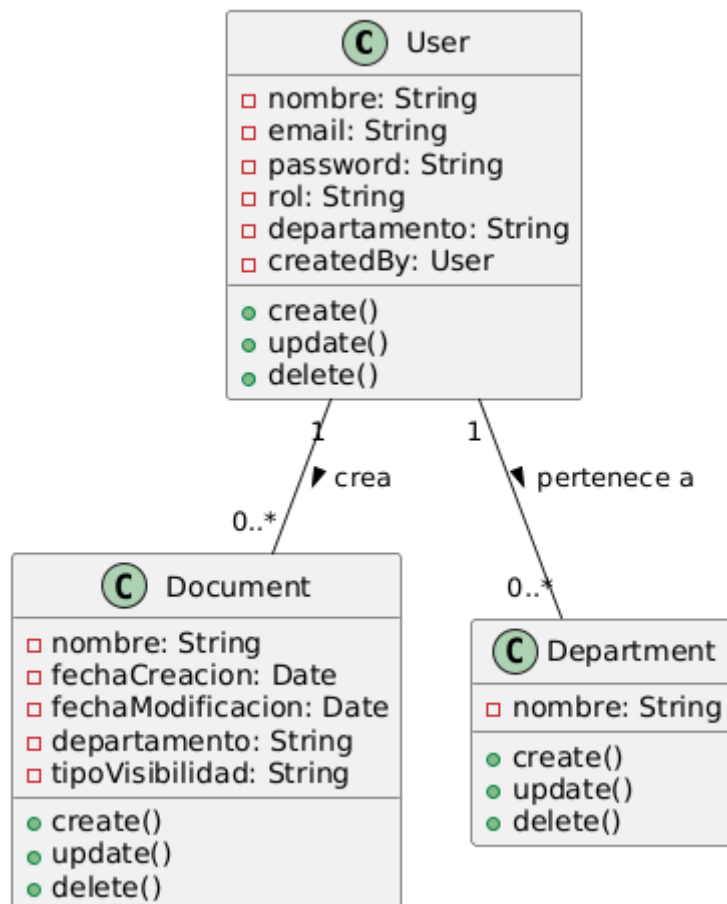 C User
nombre: String
email: String
password: String
rol: String
departamento: String
createdBy: User
create()
update()
delete()
1
1
crea
pertenece a
0..*
0..*
C Document
nombre: String
fechaCreacion: Date
fechaModificacion: Date
departamento: String
tipoVisibilidad: String
create()
update()
delete()
C Department
nombre: String
create()
update()
delete()